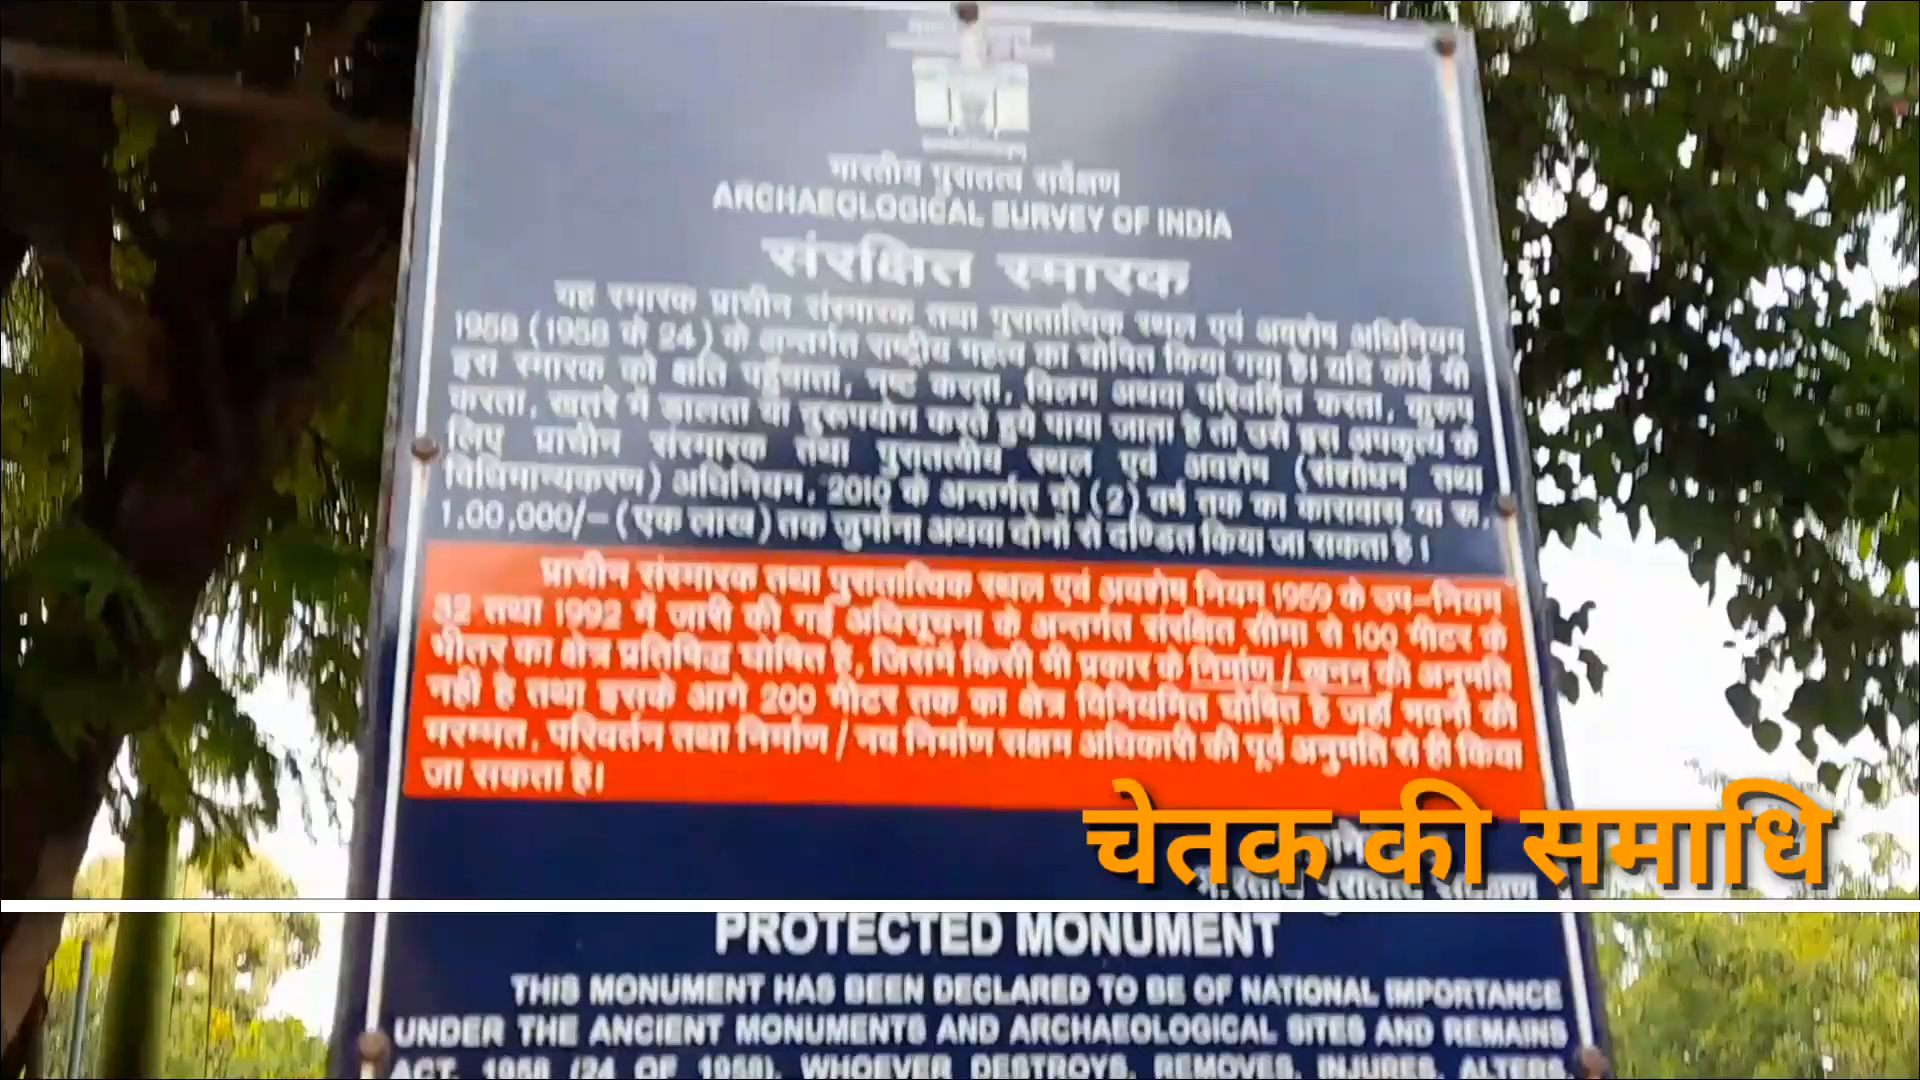 भारतीय पुरातत्व सर्वेक्षण
ARCHAEOLOGICAL SURVEY OF INDIA
संरक्षित स्मारक
यह स्मारक प्राचीन संस्मारक तथा पुरातात्विक स्थल एवं अवशेष अधिनियम
1958 (1958 के 24) के अन्तर्गत राष्ट्रीय महत्व का घोषित किया गया है। यदि कोई भी
इस स्मारक को क्षति पहुँचाता, नष्ट करता, विलग अथवा परिवर्तित करता, कुरूप
करता, खतरे में डालता या दुरूपयोग करते हुये पाया जाता है तो उसे इस अपकृत्य के
लिए प्राचीन संस्मारक तथा पुरातत्वीय स्थल एवं अवशेष (संशोधन तथा
विधिमान्यकरण) अधिनियम, 2010 के अन्तर्गत दो (2) वर्ष तक का कारावास या रू.
1,00,000/- (एक लाख) तक जुर्माना अथवा दोनों से दण्डित किया जा सकता है।
प्राचीन संस्मारक तथा पुरातात्विक स्थल एवं अवशेष नियम 1959 के उप-नियम
32 तथा 1992 में जारी की गई अधिसूचना के अन्तर्गत संरक्षित सीमा से 100 मीटर के
भीतर का क्षेत्र प्रतिषिद्ध घोषित है, जिसमें किसी भी प्रकार के निर्माण / खनन की अनुमति
नहीं है तथा इसके आगे 200 मीटर तक का क्षेत्र विनियमित घोषित है जहाँ भवनों की
मरम्मत, परिवर्तन तथा निर्माण / नव निर्माण सक्षम अधिकारी की पूर्व अनुमति से ही किया
जा सकता है।
चेतक की समाधि
PROTECTED MONUMENT
THIS MONUMENT HAS BEEN DECLARED TO BE OF NATIONAL IMPORTANCE
UNDER THE ANCIENT MONUMENTS AND ARCHAEOLOGICAL SITES AND REMAINS
ACT, 1958 (24 OF 1958), WHOEVER DESTROYS, REMOVES, INJURES, ALTERS,